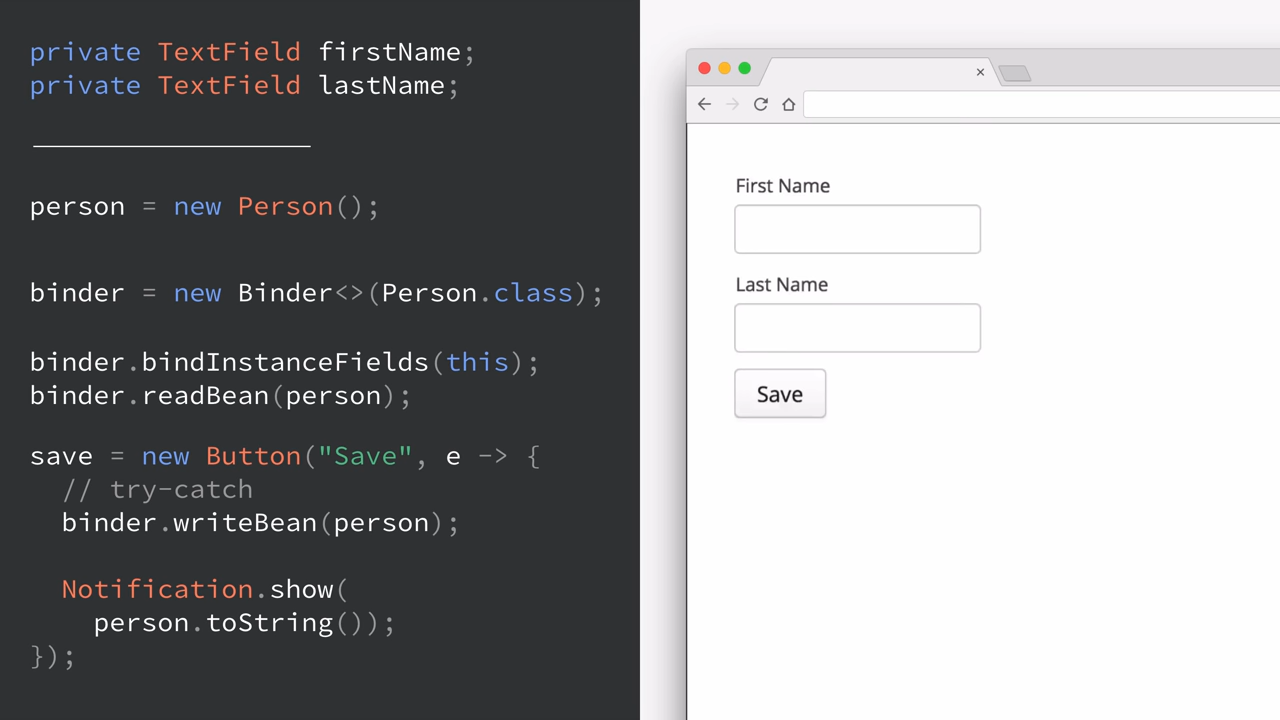 private TextField firstName;
private TextField lastName;
person = new Person();
binder = new Binder<>(Person.class);
binder.bindInstanceFields(this);
binder.readBean(person);
save = new Button("Save", e -> {
  // try-catch
  binder.writeBean(person);
  Notification.show(
    person.toString());
});
First Name
Last Name
Save